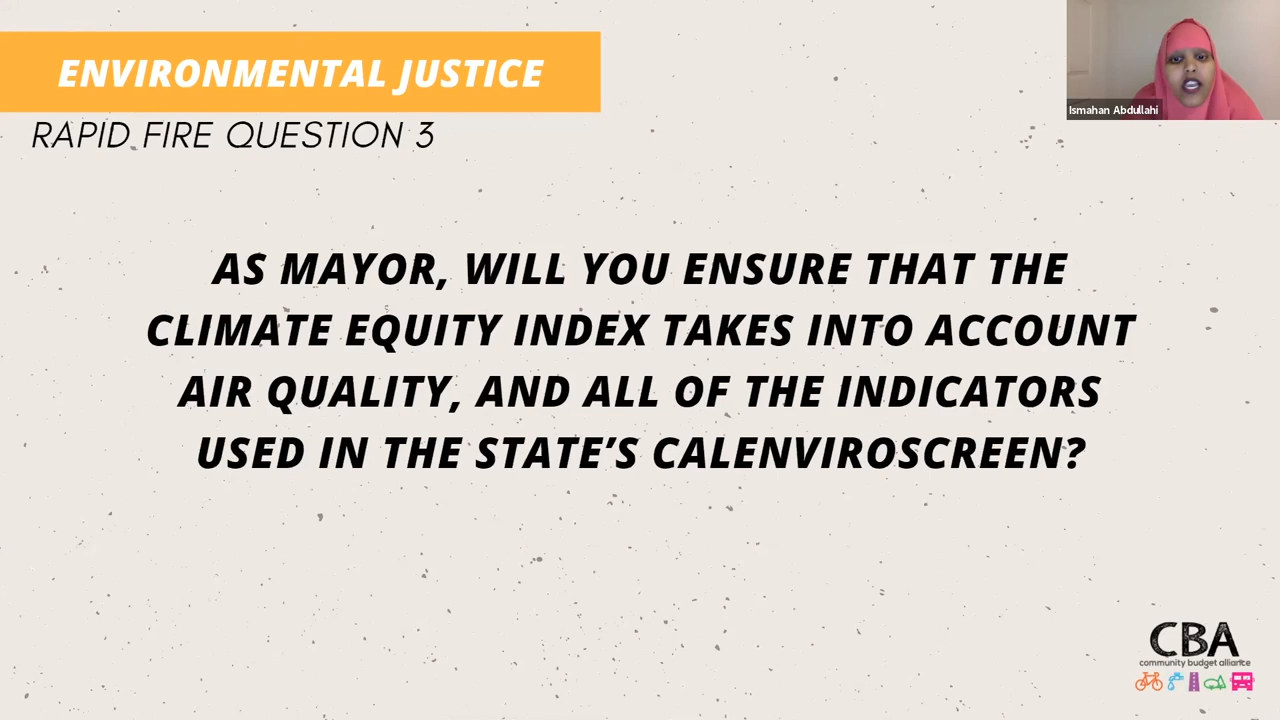 ENVIRONMENTAL JUSTICE
RAPID FIRE QUESTION 3
Ismahan Abdullahi
AS MAYOR, WILL YOU ENSURE THAT THE
CLIMATE EQUITY INDEX TAKES INTO ACCOUNT
AIR QUALITY, AND ALL OF THE INDICATORS
USED IN THE STATE’S CALENVIROSCREEN?
CBA
community budget alliance